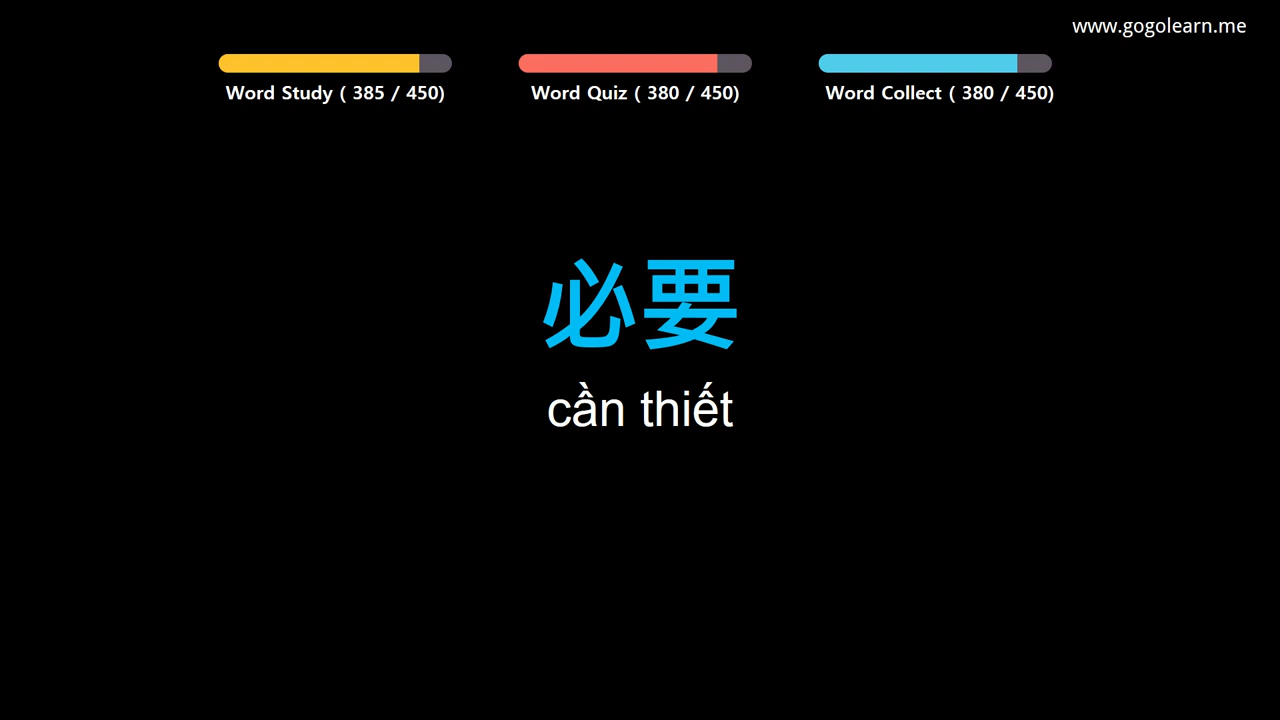 www.gogolearn.me
Word Study ( 385 / 450)
Word Quiz ( 380 / 450)
Word Collect ( 380 / 450)
必要
cần thiết